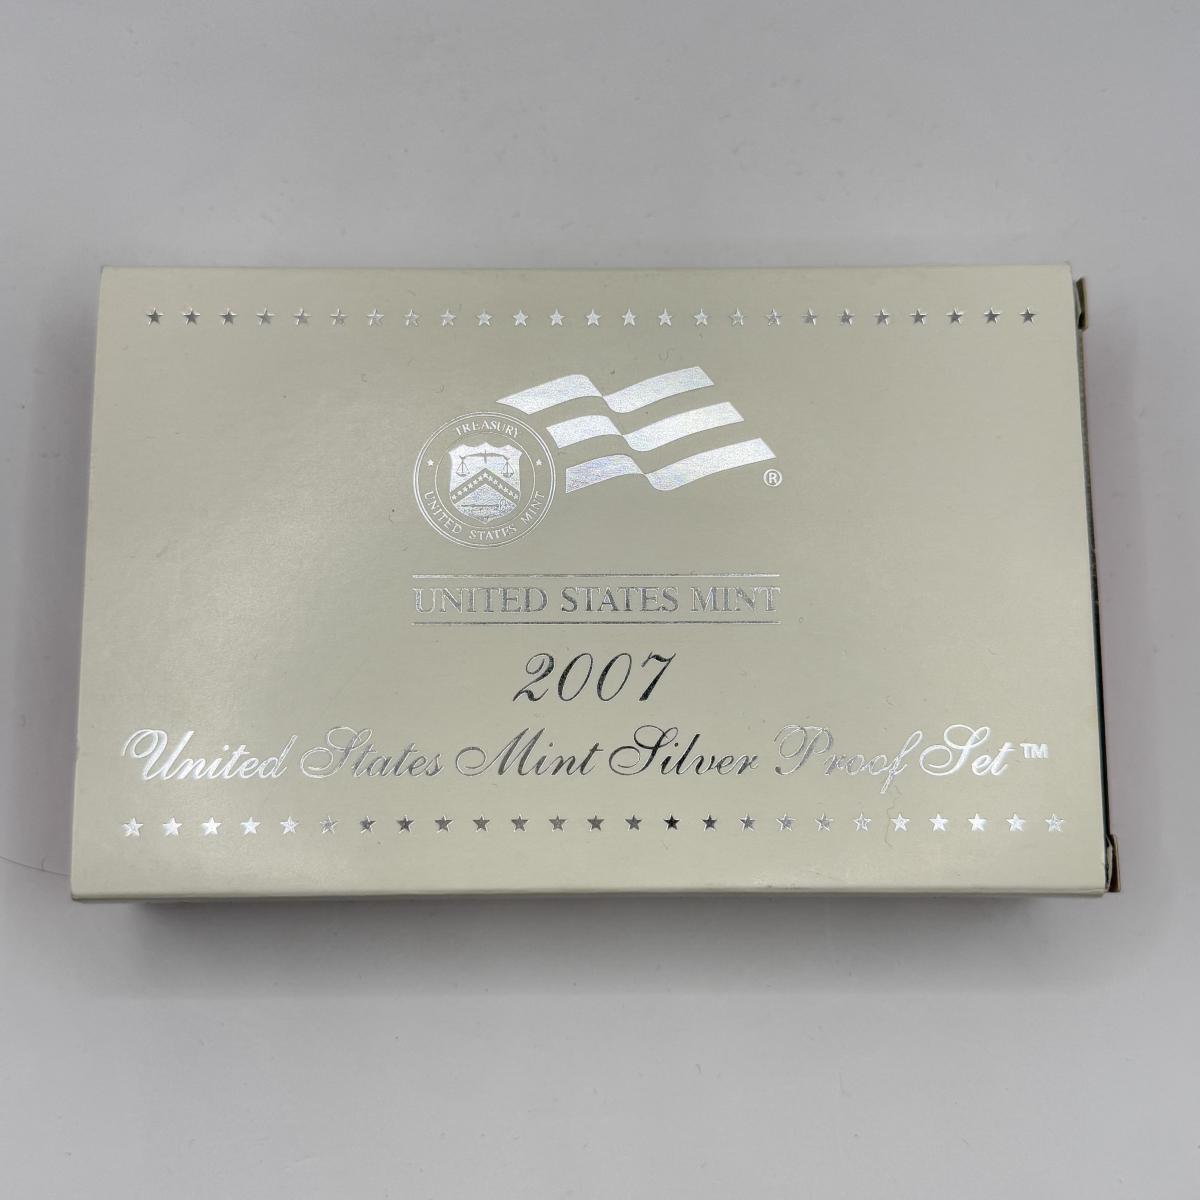 TREASURY
UNITED STATES MINT
®
UNITED STATES MINT
2007
United States Mint Silver Proof Set™